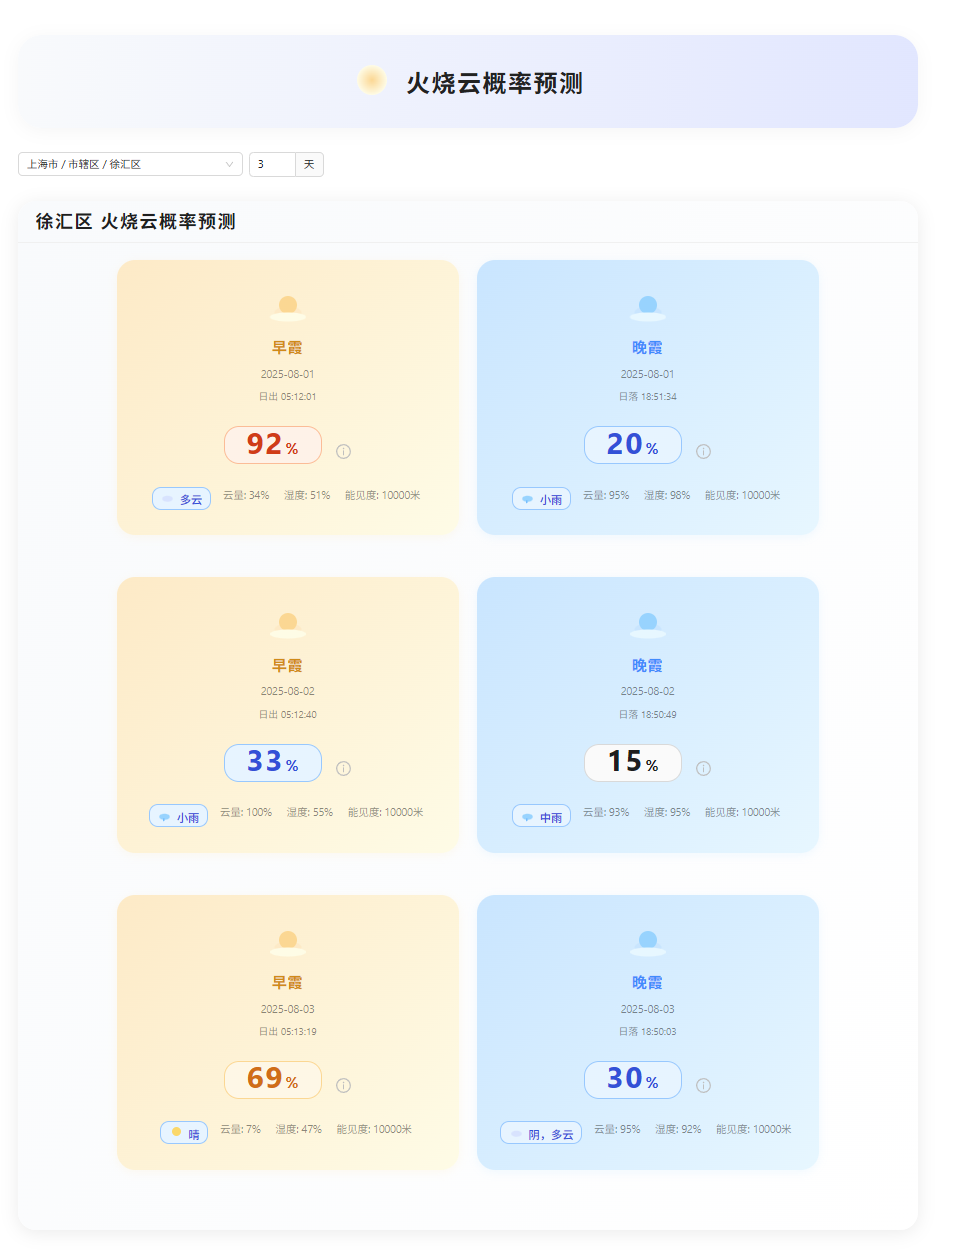 火烧云概率预测
上海市 / 市辖区 / 徐汇区 3 天
徐汇区 火烧云概率预测
早霞
2025-08-01
日出 05:12:01
92%
多云 云量: 34% 湿度: 51% 能见度: 10000米
晚霞
2025-08-01
日落 18:51:34
20%
小雨 云量: 95% 湿度: 98% 能见度: 10000米
早霞
2025-08-02
日出 05:12:40
33%
小雨 云量: 100% 湿度: 55% 能见度: 10000米
晚霞
2025-08-02
日落 18:50:49
15%
中雨 云量: 93% 湿度: 95% 能见度: 10000米
早霞
2025-08-03
日出 05:13:19
69%
晴 云量: 7% 湿度: 47% 能见度: 10000米
晚霞
2025-08-03
日落 18:50:03
30%
阴，多云 云量: 95% 湿度: 92% 能见度: 10000米